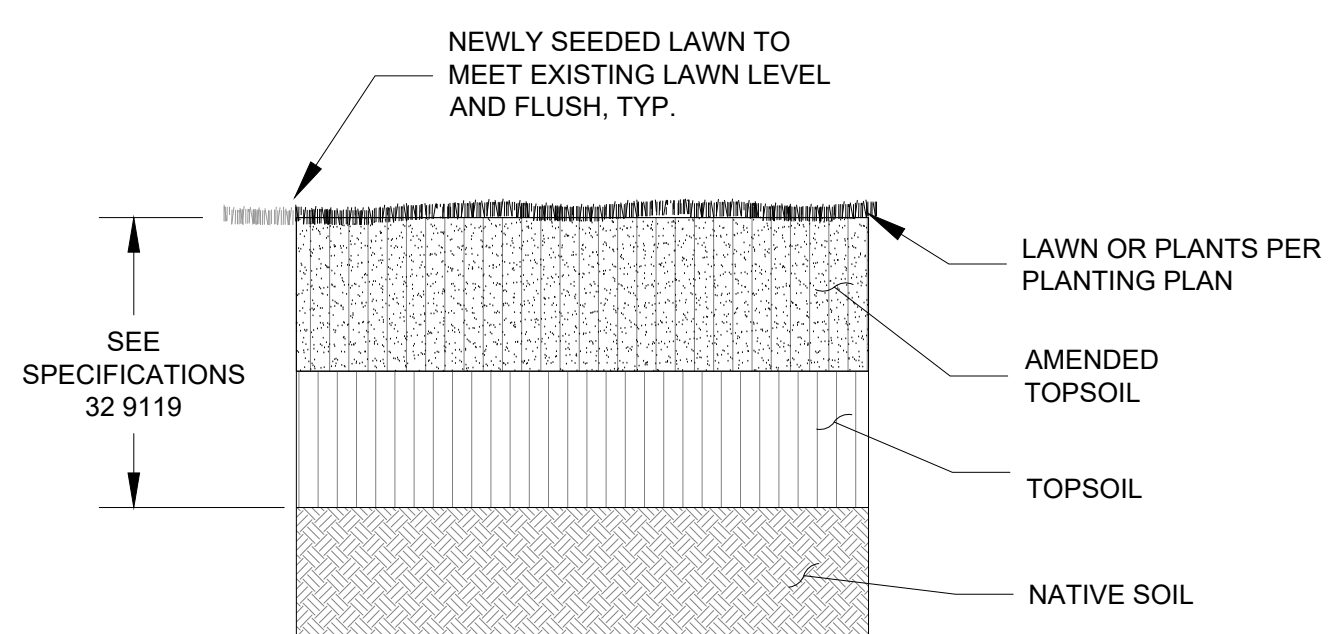 NEWLY SEEDED LAWN TO
MEET EXISTING LAWN LEVEL
AND FLUSH, TYP.
LAWN OR PLANTS PER
PLANTING PLAN
SEE
SPECIFICATIONS
32 9119
AMENDED
TOPSOIL
TOPSOIL
NATIVE SOIL